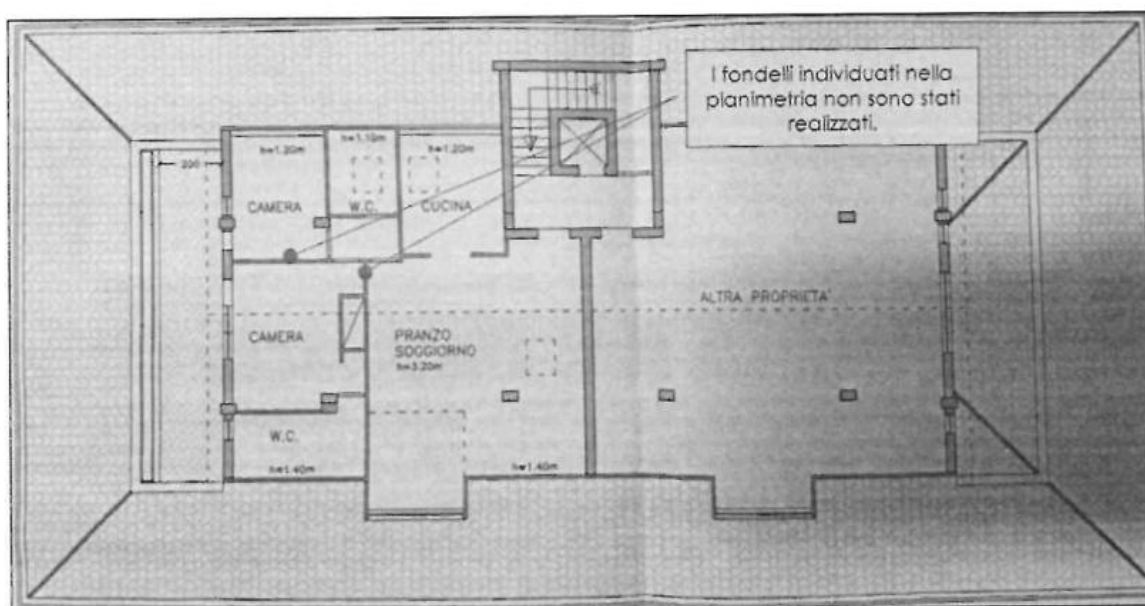 I fondelli individuati nella
planimetria non sono stati
realizzati.
h=1.20m
h=1.10m
h=1.20m
200
CAMERA
W.C.
CUCINA
CAMERA
PRANZO
SOGGIORNO
h=3.20m
ALTRA PROPRIETA'
W.C.
h=1.40m
h=1.40m